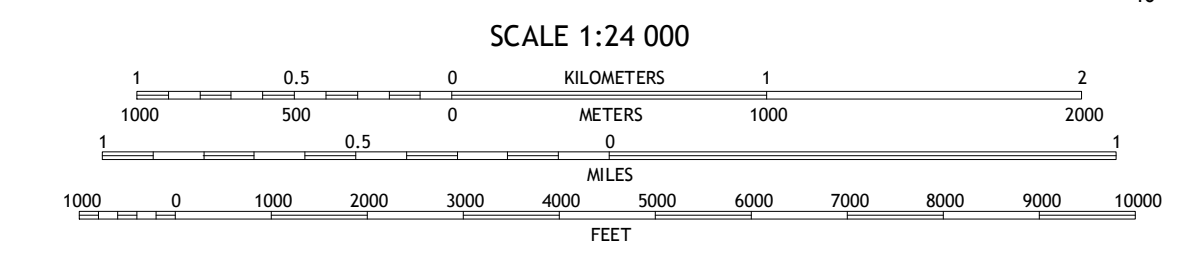 SCALE 1:24 000
1 0.5 0 KILOMETERS 1 2
1000 500 0 METERS 1000 2000
1 0.5 0 1
MILES
1000 0 1000 2000 3000 4000 5000 6000 7000 8000 9000 10000
FEET